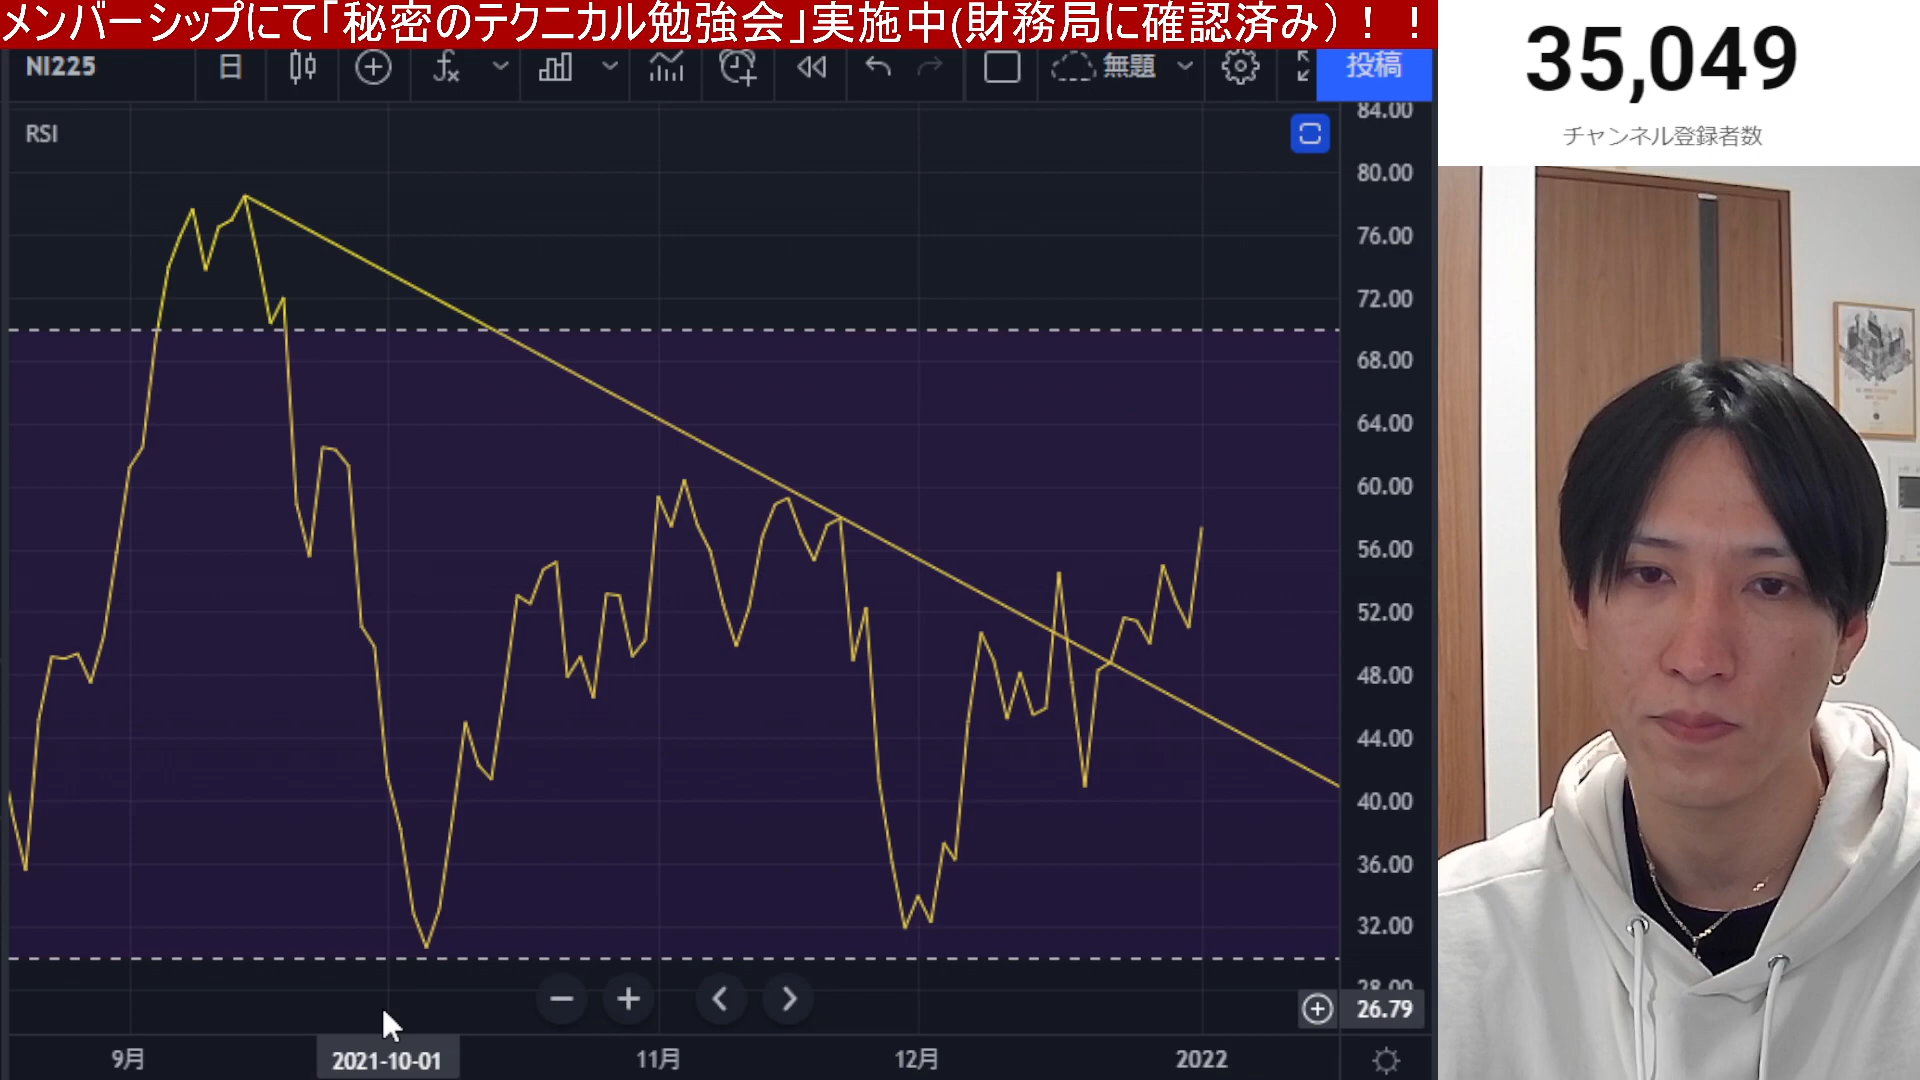 メンバーシップにて「秘密のテクニカル勉強会」実施中(財務局に確認済み）！！
35,049
チャンネル登録者数
NI225
日
無題
投稿
RSI
84.00
80.00
76.00
72.00
68.00
64.00
60.00
56.00
52.00
48.00
44.00
40.00
36.00
32.00
28.00
26.79
9月
2021-10-01
11月
12月
2022